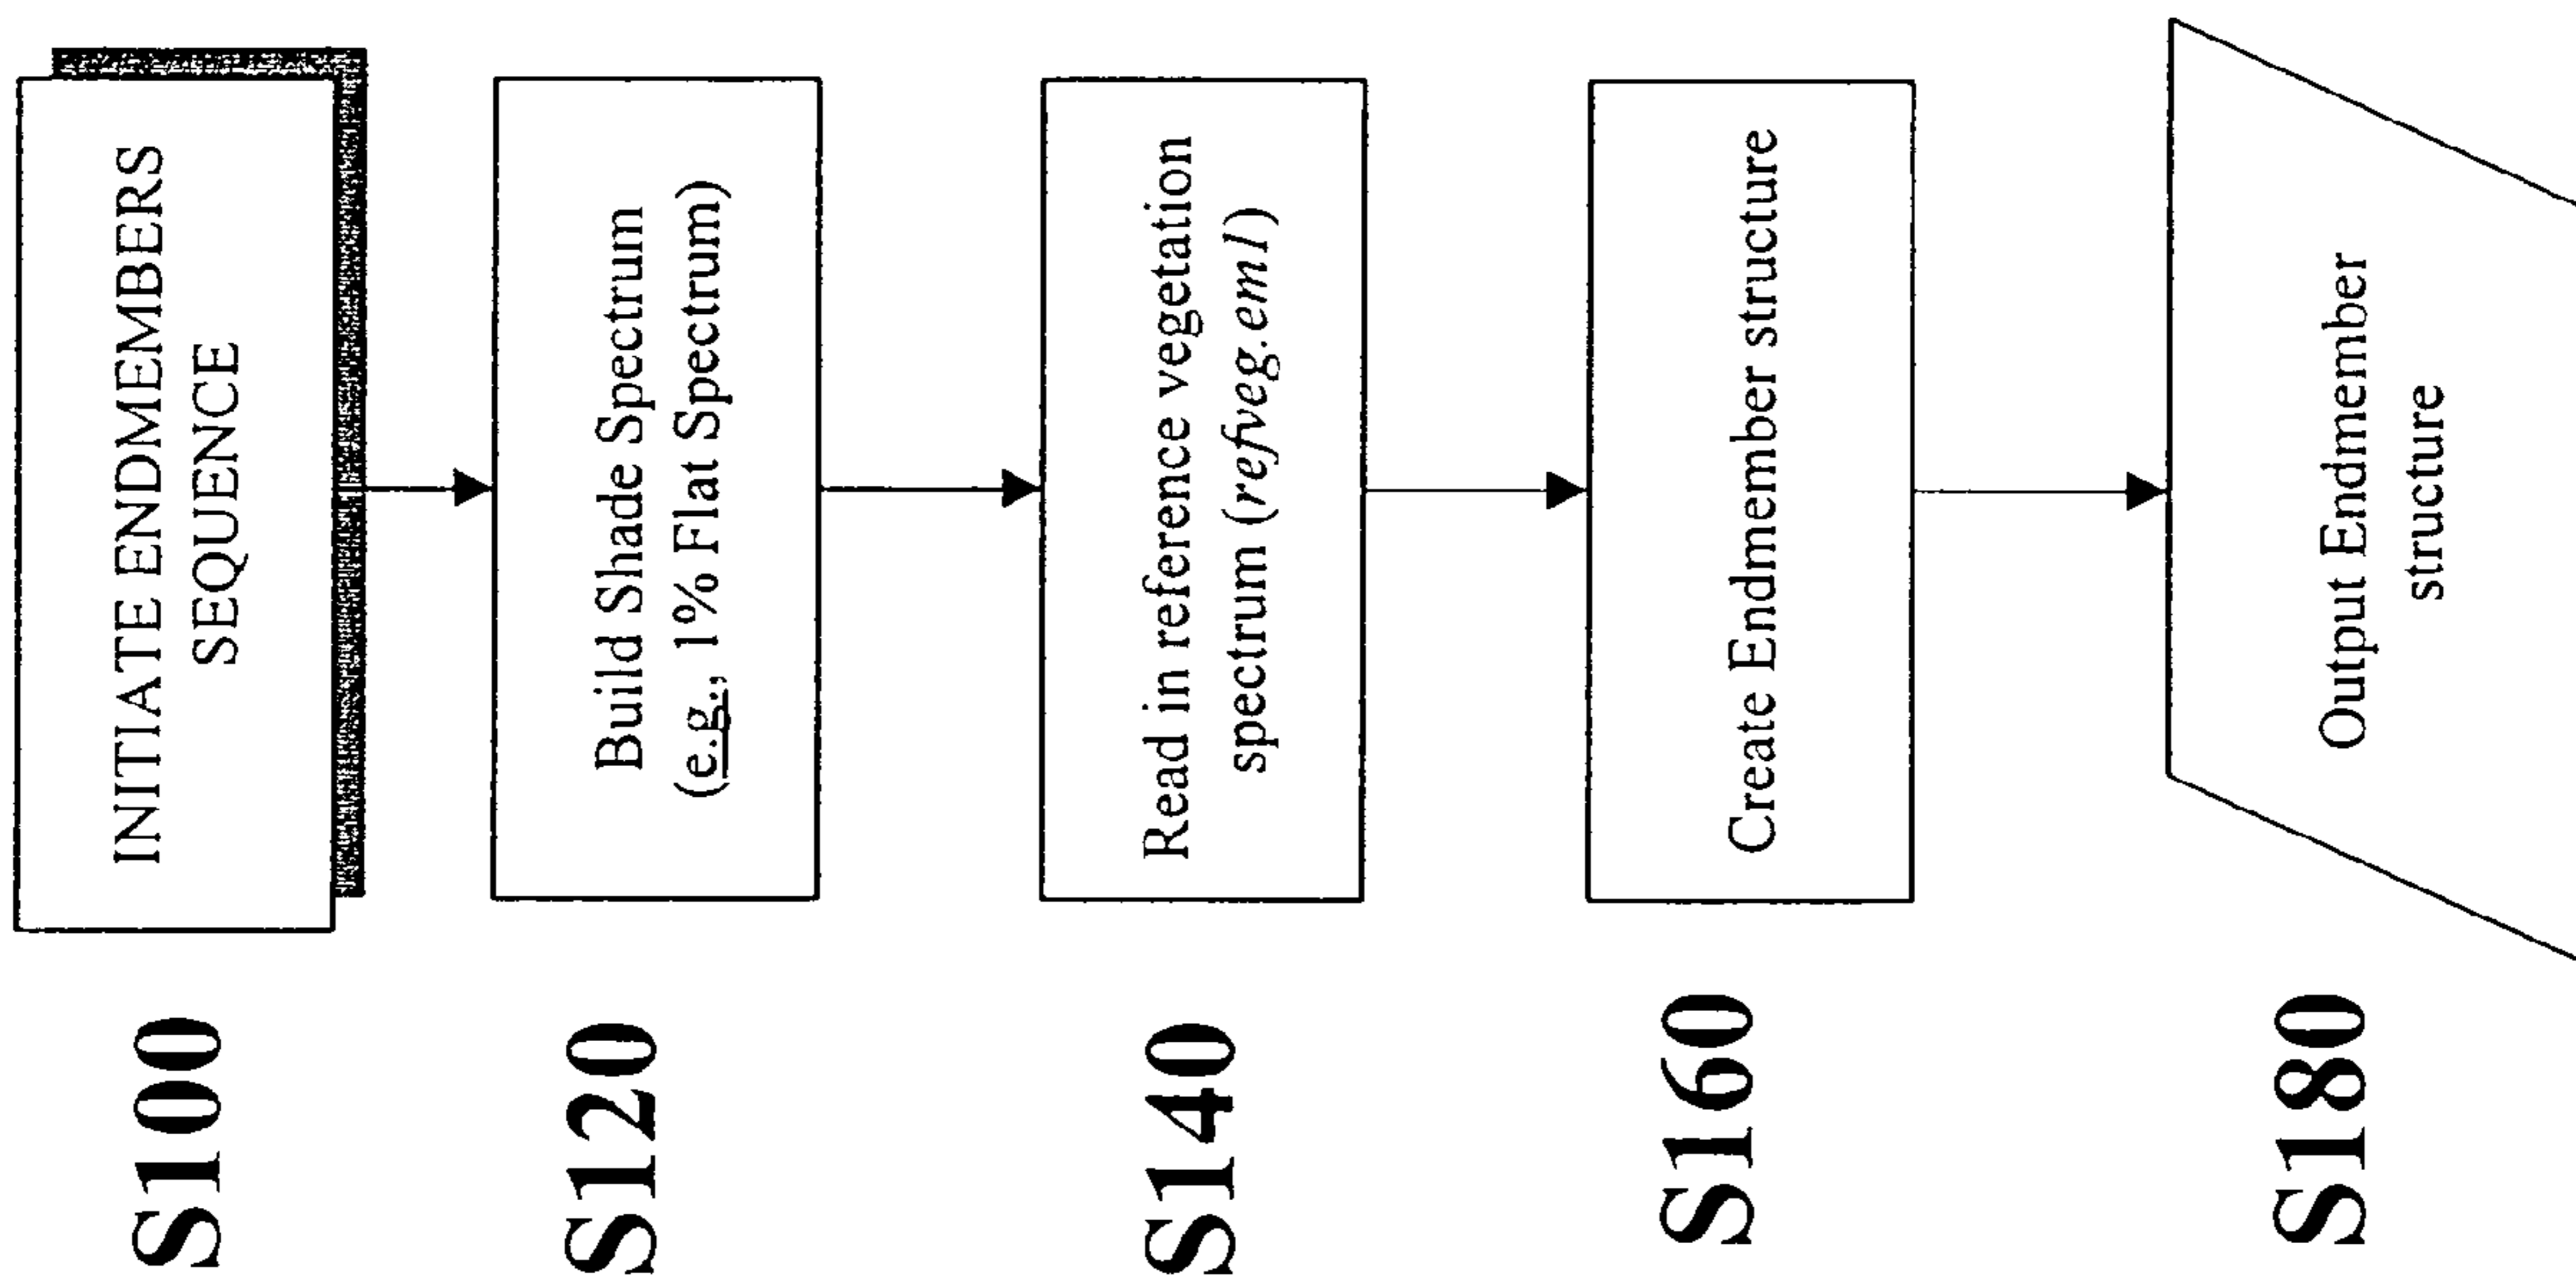 S100
INITIATE ENDMEMBERS
SEQUENCE
S120
Build Shade Spectrum
(e.g., 1% Flat Spectrum)
S140
Read in reference vegetation
spectrum (refveg.em1)
S160
Create Endmember structure
S180
Output Endmember
structure